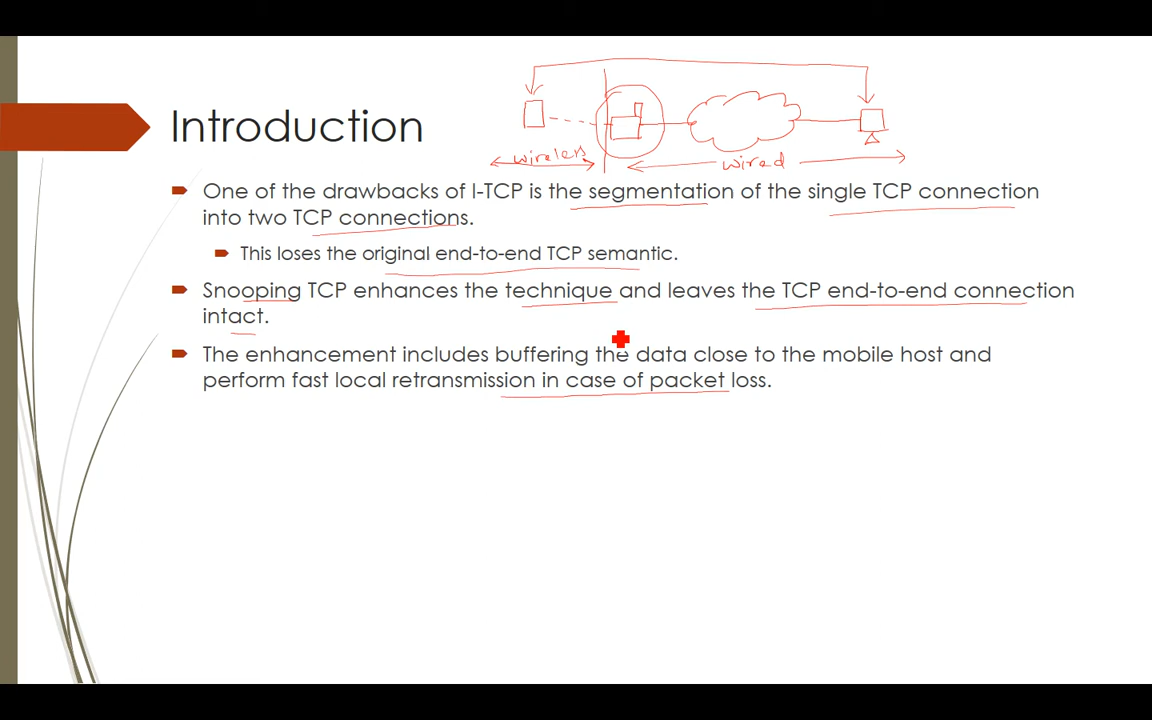 wireless
wired
Introduction
One of the drawbacks of I-TCP is the segmentation of the single TCP connection
into two TCP connections.
This loses the original end-to-end TCP semantic.
Snooping TCP enhances the technique and leaves the TCP end-to-end connection
intact.
The enhancement includes buffering the data close to the mobile host and
perform fast local retransmission in case of packet loss.